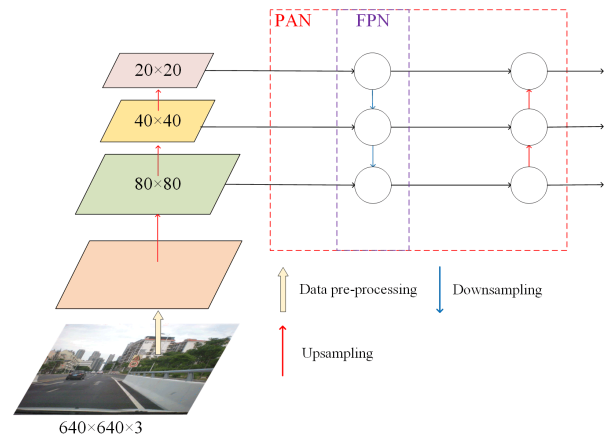 PAN
FPN
20×20
40×40
80×80
Data pre-processing
Downsampling
Upsampling
640×640×3